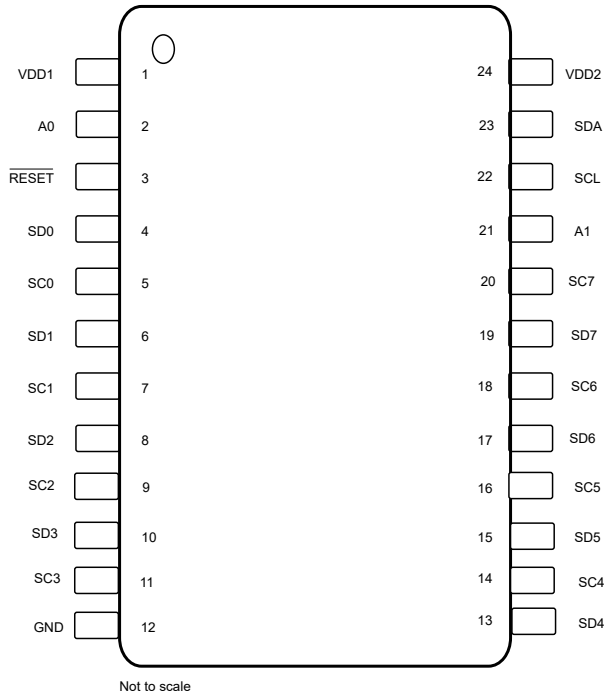 VDD1 1 24 VDD2
A0 2 23 SDA
RESET 3 22 SCL
SD0 4 21 A1
SC0 5 20 SC7
SD1 6 19 SD7
SC1 7 18 SC6
SD2 8 17 SD6
SC2 9 16 SC5
SD3 10 15 SD5
SC3 11 14 SC4
GND 12 13 SD4
Not to scale